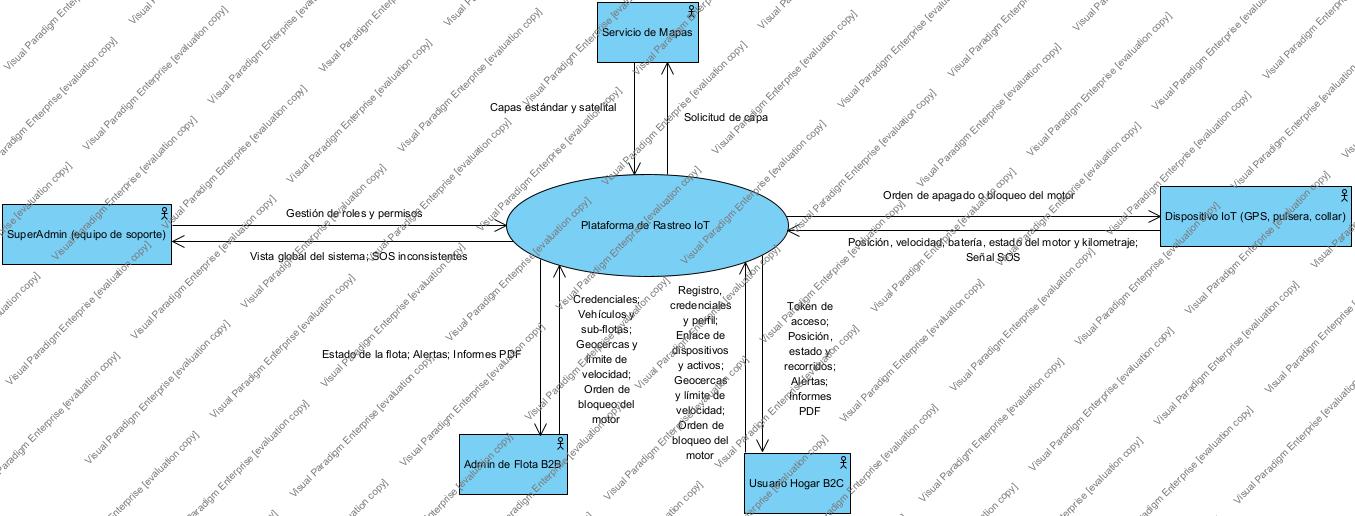 Servicio de Mapas
Capas estándar y satelital
Solicitud de capa
Orden de apagado o bloqueo del motor
Gestión de roles y permisos
SuperAdmin (equipo de soporte)
Plataforma de Rastreo IoT
Dispositivo IoT (GPS, pulsera, collar)
Vista global del sistema; SOS inconsistentes
Posición, velocidad, batería, estado del motor y kilometraje;
Señal SOS
Estado de la flota; Alertas; Informes PDF
Credenciales;
Vehículos y
sub-flotas;
Geocercas y
límite de
velocidad;
Orden de
bloqueo del
motor
Registro,
credenciales
y perfil;
Enlace de
dispositivos
y activos;
Geocercas
y límite de
velocidad;
Orden de
bloqueo del
motor
Token de
acceso;
Posición,
estado y
recorridos;
Alertas;
Informes
PDF
Admin de Flota B2B
Usuario Hogar B2C
Visual Paradigm Enterprise [evaluation copy]